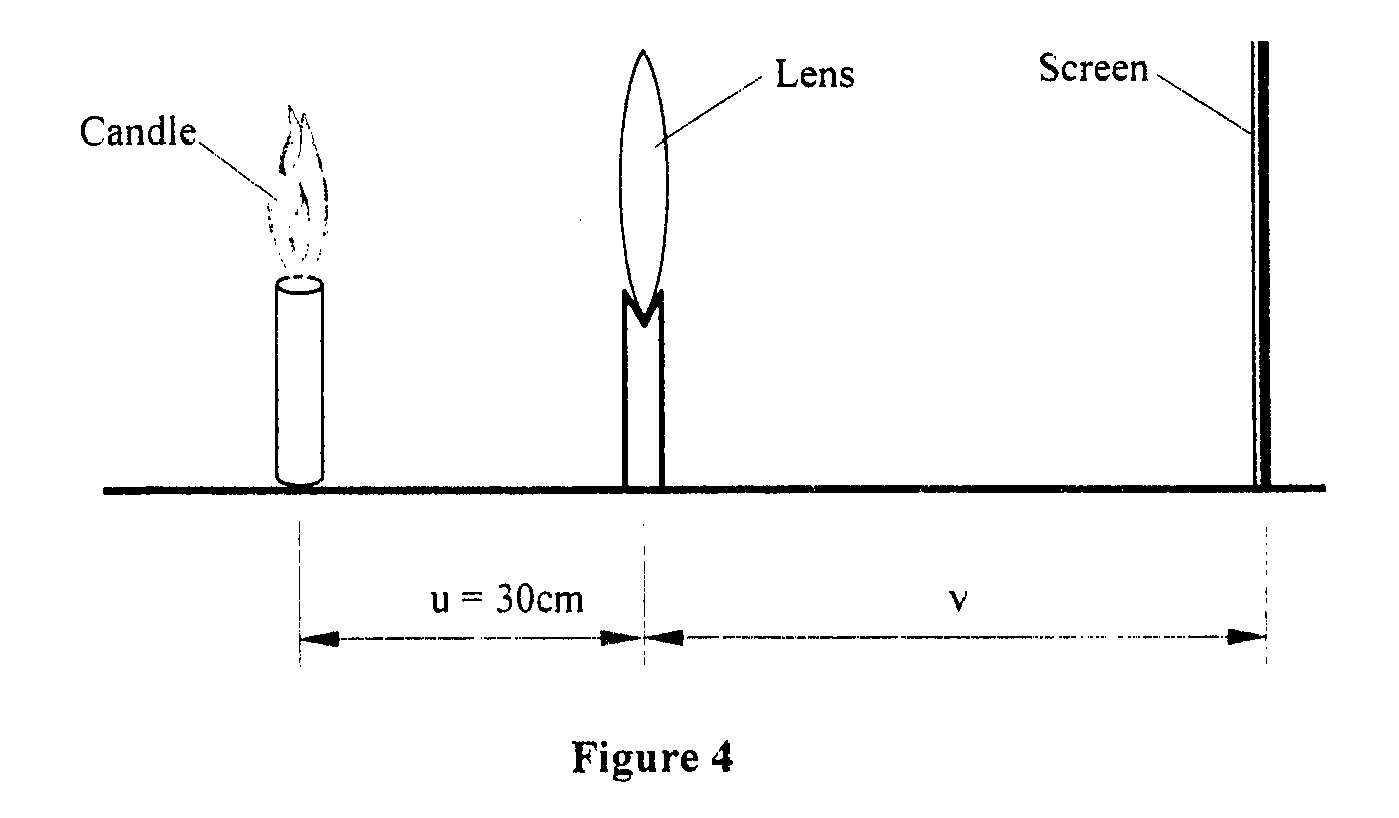 Lens
Screen
Candle
u = 30cm
v
Figure 4